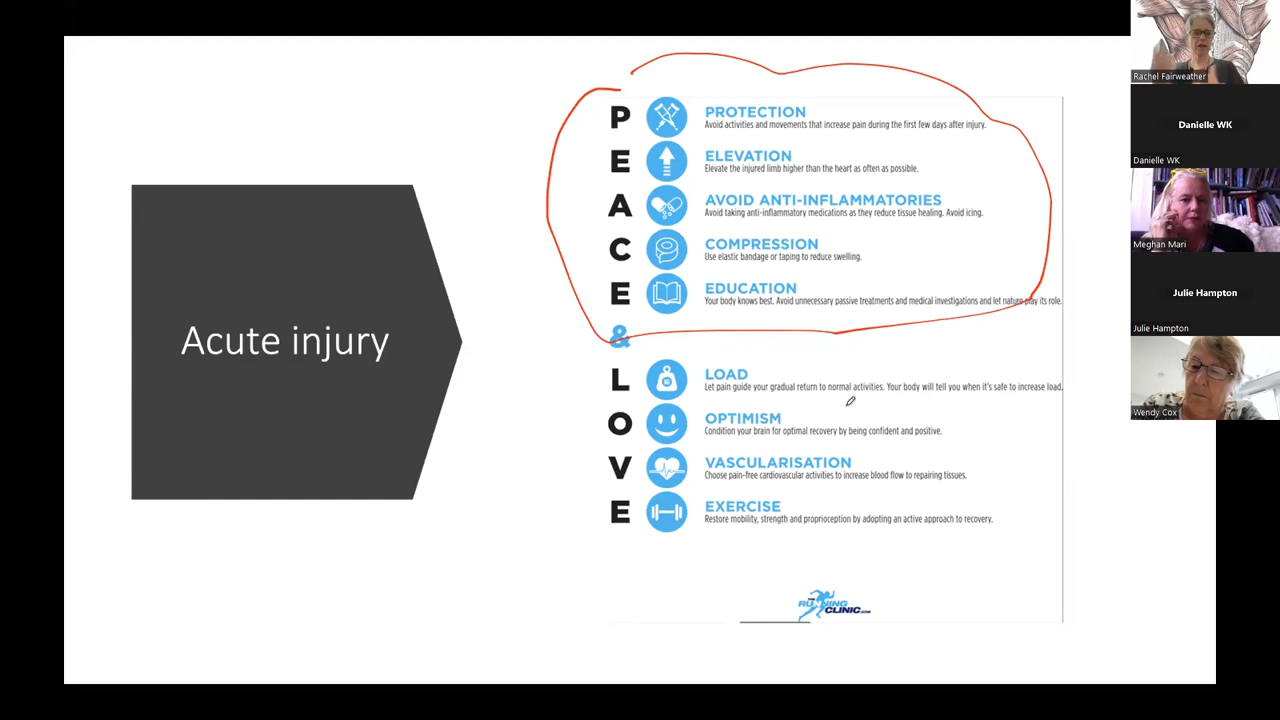 Acute injury
P
PROTECTION
Avoid activities and movements that increase pain during the first few days after injury.
E
ELEVATION
Elevate the injured limb higher than the heart as often as possible.
A
AVOID ANTI-INFLAMMATORIES
Avoid taking anti-inflammatory medications as they reduce tissue healing. Avoid icing.
C
COMPRESSION
Use elastic bandage or taping to reduce swelling.
E
EDUCATION
Your body knows best. Avoid unnecessary passive treatments and medical investigations and let nature play its role.
&
L
LOAD
Let pain guide your gradual return to normal activities. Your body will tell you when it's safe to increase load.
O
OPTIMISM
Condition your brain for optimal recovery by being confident and positive.
V
VASCULARISATION
Choose pain-free cardiovascular activities to increase blood flow to repairing tissues.
E
EXERCISE
Restore mobility, strength and proprioception by adopting an active approach to recovery.
THE
RUNNING
CLINIC.COM
Rachel Fairweather
Danielle WK
Danielle WK
Meghan Mari
Julie Hampton
Julie Hampton
Wendy Cox